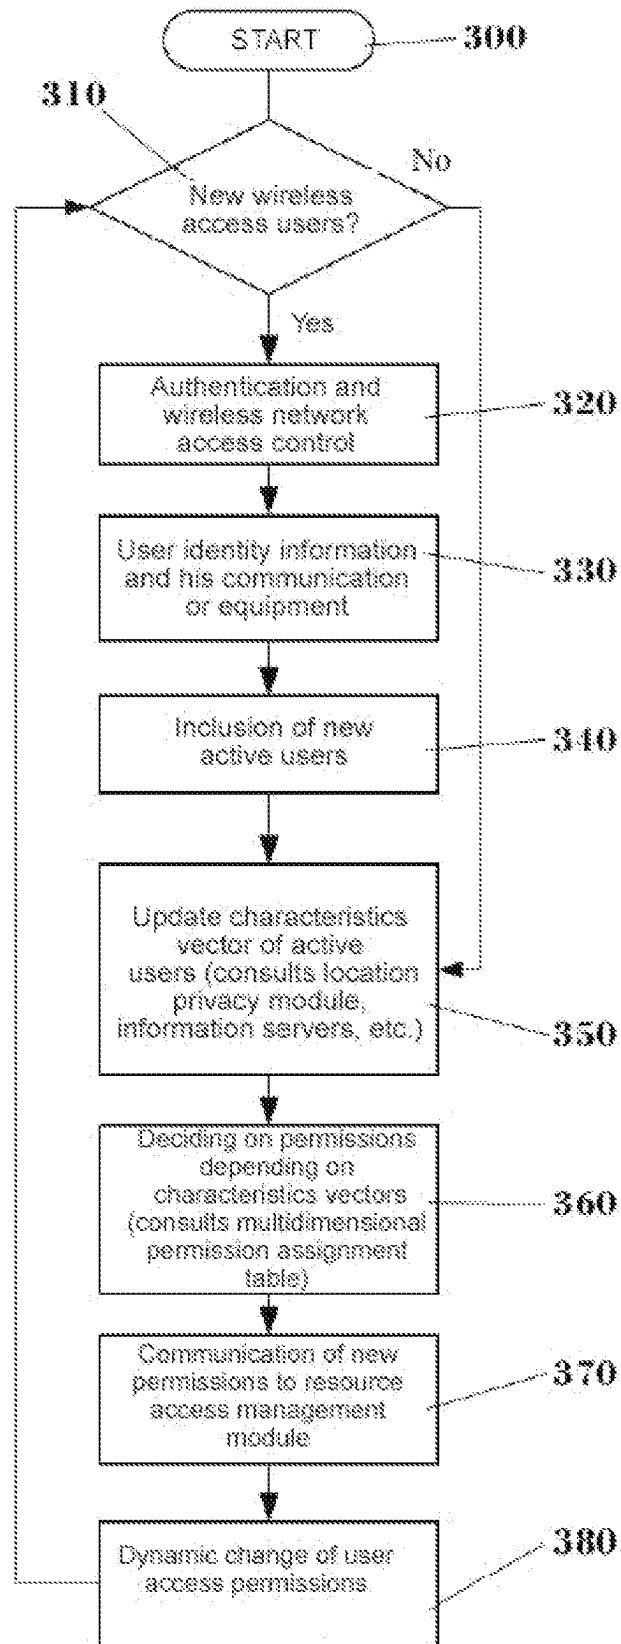 START
300
310
No
New wireless
access users?
Yes
Authentication and
wireless network
access control
320
User identity information
and his communication
or equipment
330
Inclusion of new
active users
340
Update characteristics
vector of active
users (consults location
privacy module,
information servers, etc.)
350
Deciding on permissions
depending on
characteristics vectors
(consults multidimensional
permission assignment
table)
360
Communication of new
permissions to resource
access management
module
370
Dynamic change of user
access permissions
380